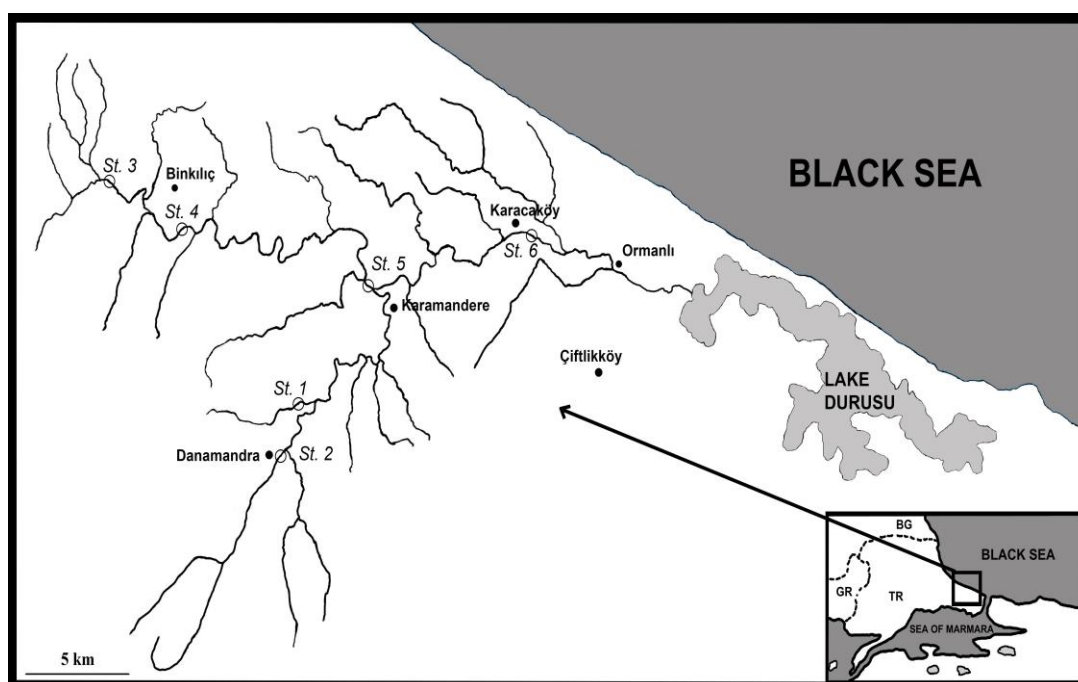 BLACK SEA
St. 3
Binkılıç
St. 4
Karacaköy
St. 6
Ormanlı
St. 5
Karamandere
Çiftlikköy
LAKE
DURUSU
St. 1
Danamandra
St. 2
5 km
BG
BLACK SEA
GR
TR
SEA OF MARMARA